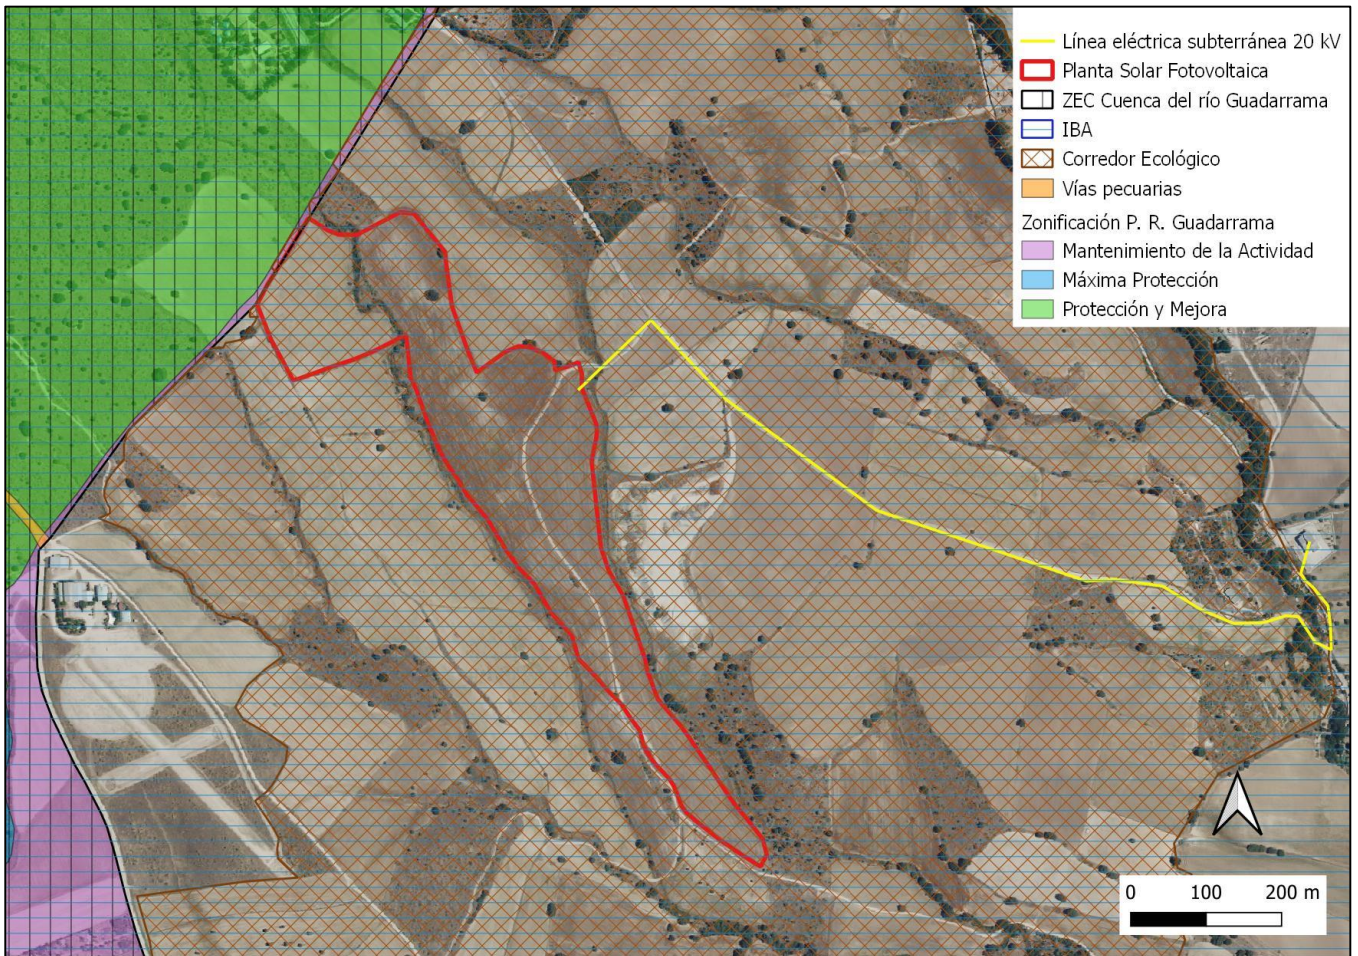 Línea eléctrica subterránea 20 kV
Planta Solar Fotovoltaica
ZEC Cuenca del río Guadarrama
IBA
Corredor Ecológico
Vías pecuarias
Zonificación P. R. Guadarrama
Mantenimiento de la Actividad
Máxima Protección
Protección y Mejora
0 100 200 m